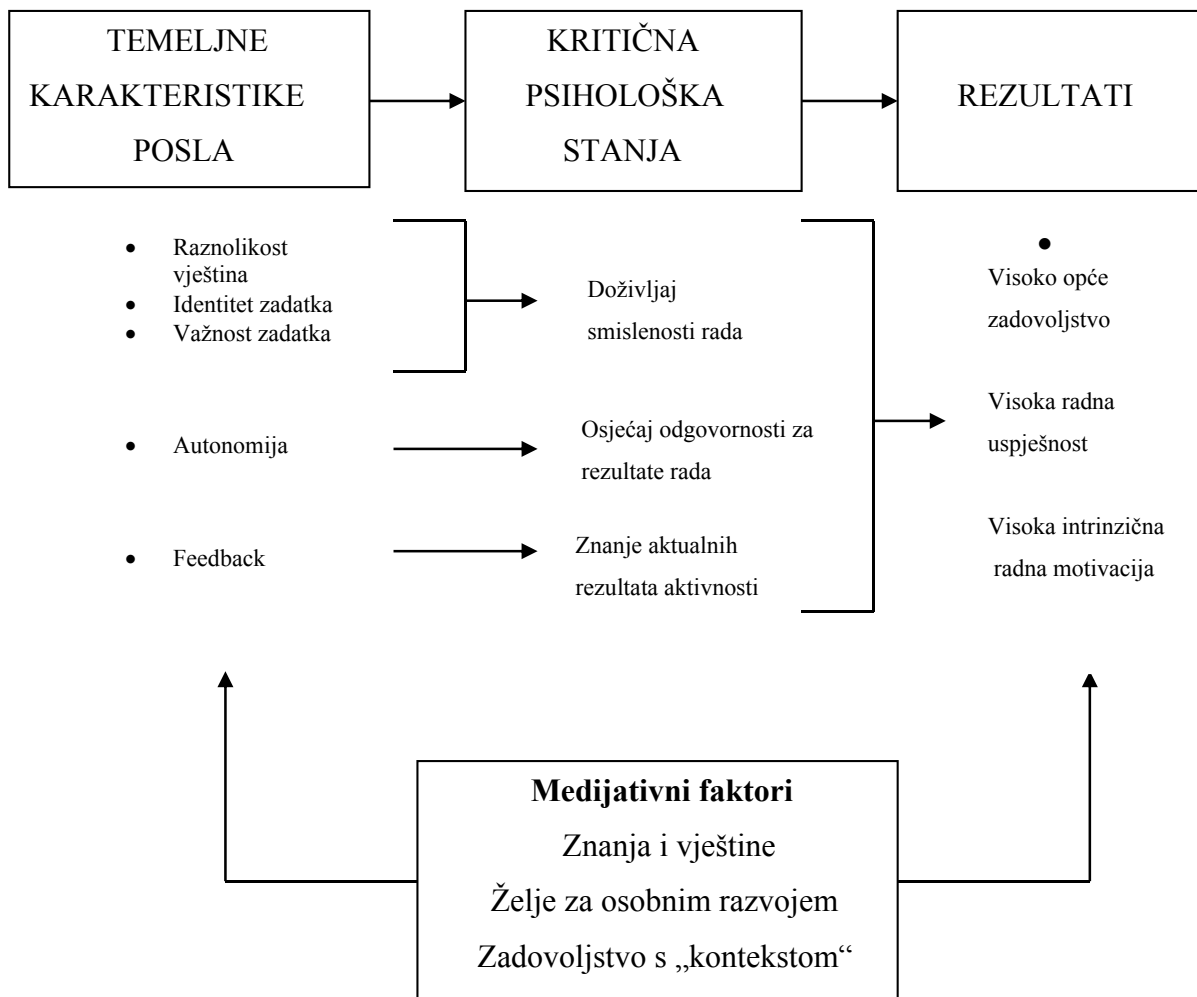 TEMELJNE
KARAKTERISTIKE
POSLA
KRITIČNA
PSIHOLOŠKA
STANJA
REZULTATI
• Raznolikost
vještina
• Identitet zadatka
• Važnost zadatka
• Autonomija
• Feedback
Doživljaj
smislenosti rada
Osjećaj odgovornosti za
rezultate rada
Znanje aktualnih
rezultata aktivnosti
•
Visoko opće
zadovoljstvo
Visoka radna
uspješnost
Visoka intrinzična
radna motivacija
Medijativni faktori
Znanja i vještine
Želje za osobnim razvojem
Zadovoljstvo s „kontekstom“